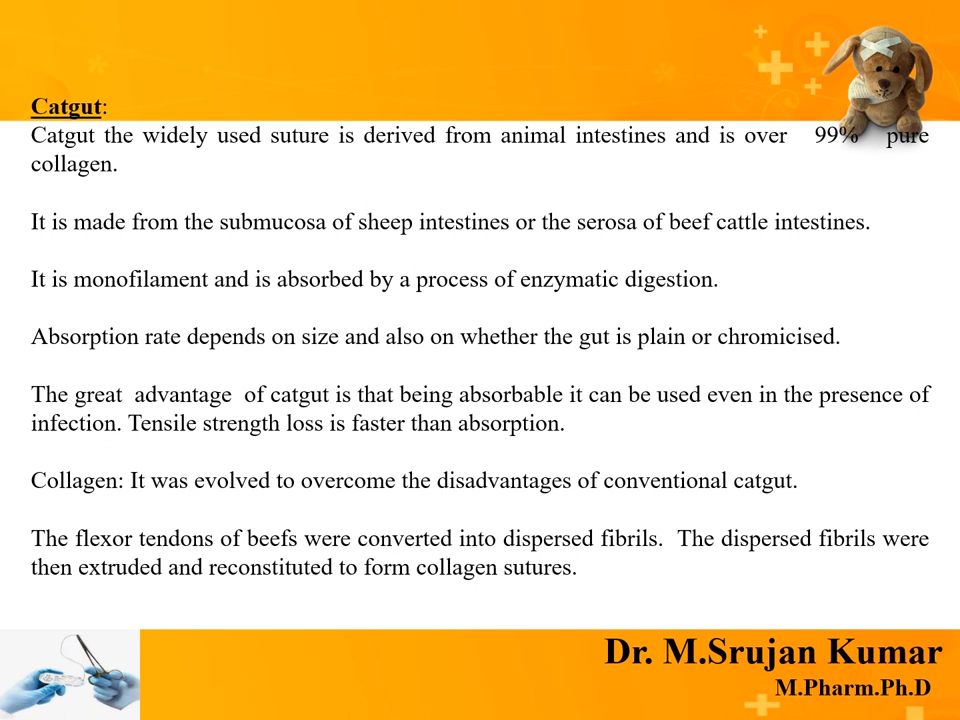 Catgut:
Catgut the widely used suture is derived from animal intestines and is over 99% pure
collagen.
It is made from the submucosa of sheep intestines or the serosa of beef cattle intestines.
It is monofilament and is absorbed by a process of enzymatic digestion.
Absorption rate depends on size and also on whether the gut is plain or chromicised.
The great advantage of catgut is that being absorbable it can be used even in the presence of
infection. Tensile strength loss is faster than absorption.
Collagen: It was evolved to overcome the disadvantages of conventional catgut.
The flexor tendons of beefs were converted into dispersed fibrils. The dispersed fibrils were
then extruded and reconstituted to form collagen sutures.
Dr. M.Srujan Kumar
M.Pharm.Ph.D